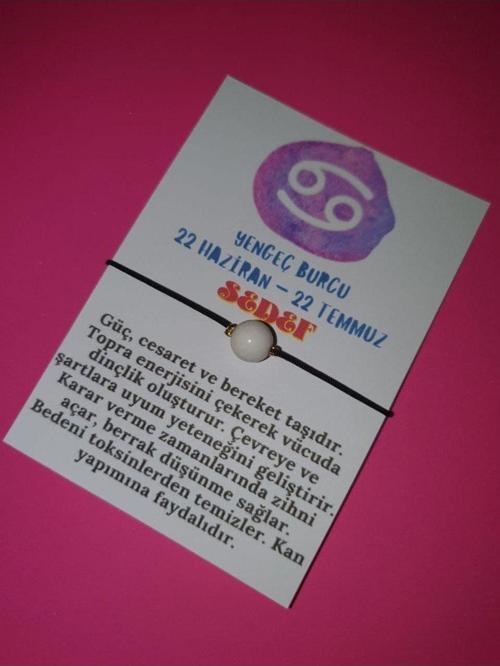 YENGEÇ BURCU
22 HAZİRAN – 22 TEMMUZ
SEDEF
Güç, cesaret ve bereket taşıdır.
Topra enerjisini çekerek vücuda
dinçlik oluşturur. Çevreye ve
şartlara uyum yeteneğini geliştirir.
Karar verme zamanlarında zihni
açar, berrak düşünme sağlar.
Bedeni toksinlerden temizler. Kan
yapımına faydalıdır.